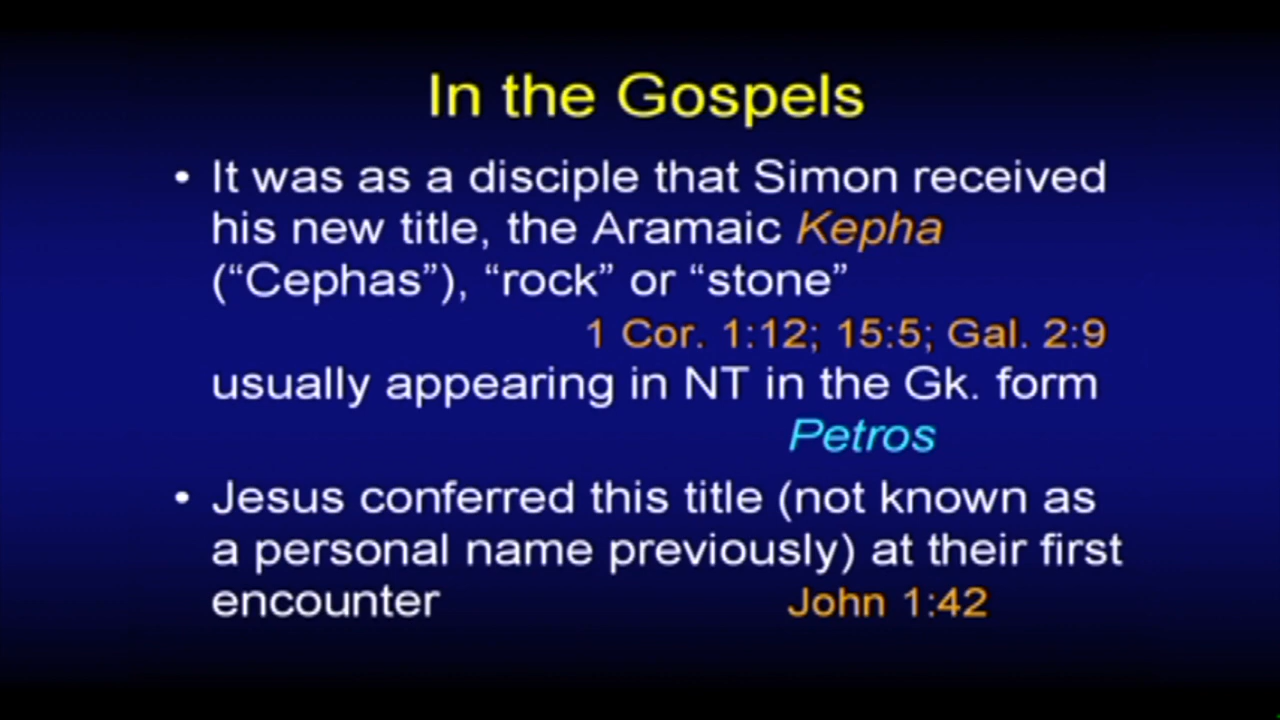 In the Gospels
• It was as a disciple that Simon received
his new title, the Aramaic Kepha
(“Cephas”), “rock” or “stone”
1 Cor. 1:12; 15:5; Gal. 2:9
usually appearing in NT in the Gk. form
Petros
• Jesus conferred this title (not known as
a personal name previously) at their first
encounter John 1:42